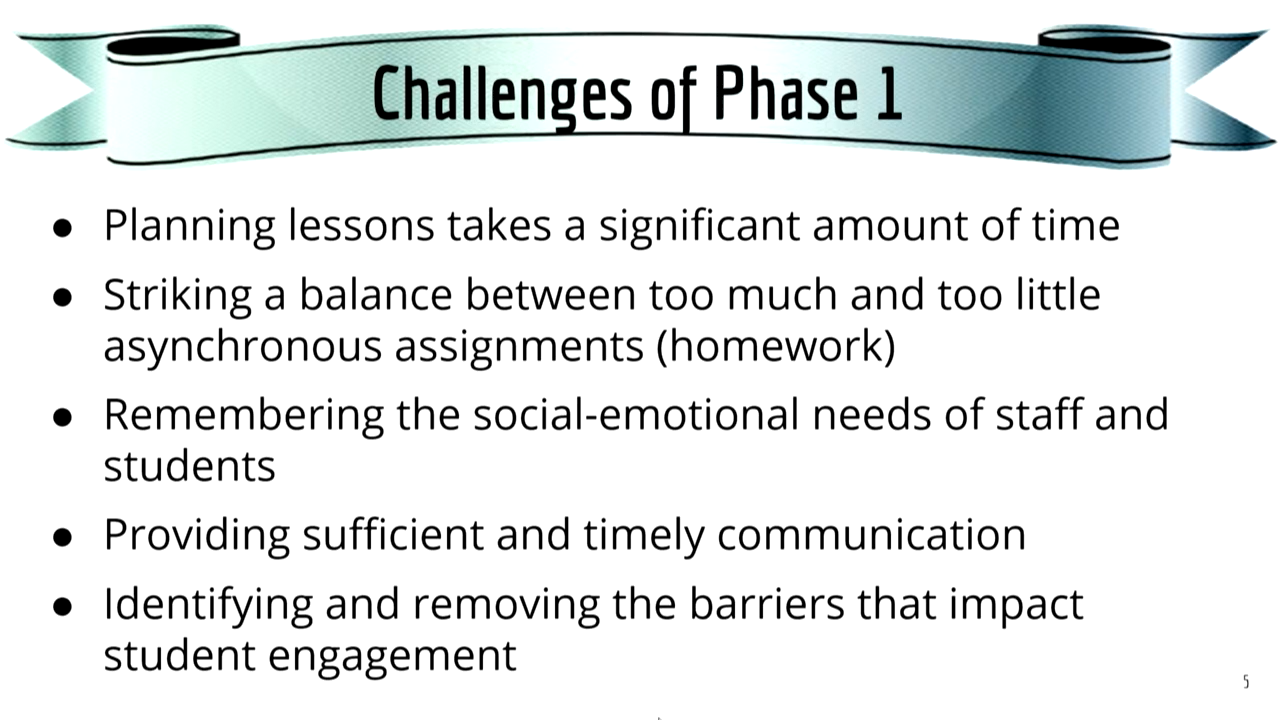 Challenges of Phase 1
● Planning lessons takes a significant amount of time
● Striking a balance between too much and too little
asynchronous assignments (homework)
● Remembering the social-emotional needs of staff and
students
● Providing sufficient and timely communication
● Identifying and removing the barriers that impact
student engagement
5